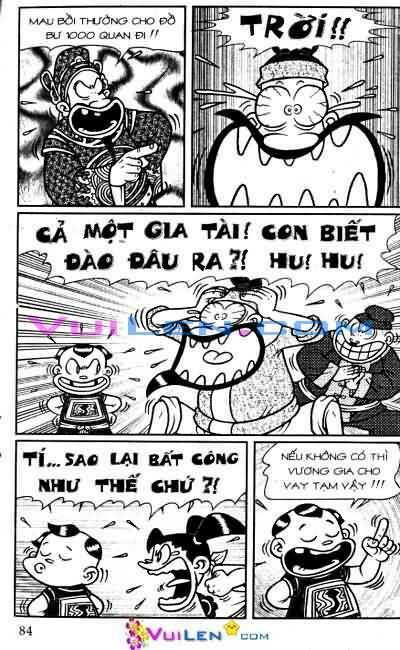 MAU BỒI THƯỜNG CHO ĐỒ
BƯ 1000 QUAN ĐI !!
TRỜI!!
CẢ MỘT GIA TÀI! CON BIẾT
ĐÀO ĐÂU RA?! HU! HU!
VuiLen.com
TÍ... SAO LẠI BẤT CÔNG
NHƯ THẾ CHỨ ?!
NẾU KHÔNG CÓ THÌ
VƯƠNG GIA CHO
VAY TẠM VẬY !!!
84
VuiLen.com